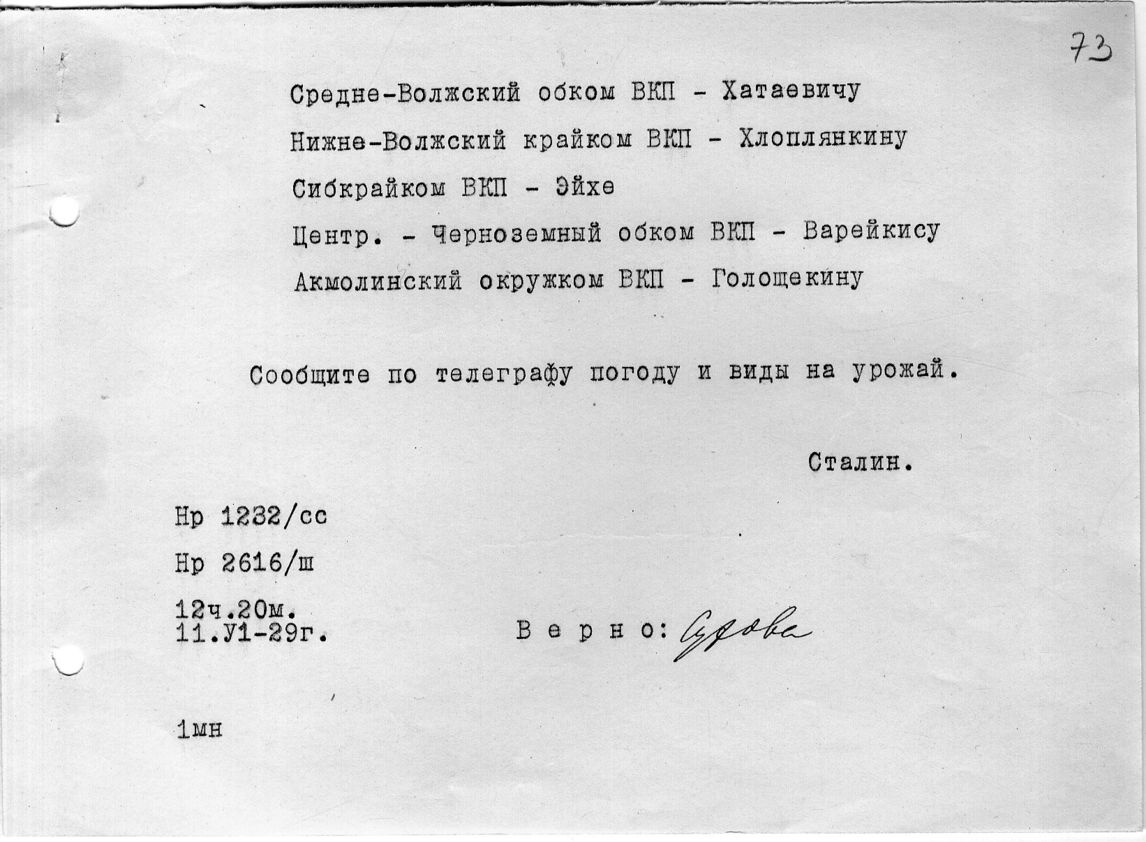 73
Средне-Волжский обком ВКП - Хатаевичу
Нижне-Волжский крайком ВКП - Хлоплянкину
Сибкрайком ВКП - Эйхе
Центр. - Черноземный обком ВКП - Варейкису
Акмолинский окружком ВКП - Голощекину
Сообщите по телеграфу погоду и виды на урожай.
Сталин.
Нр 1232/сс
Нр 2616/ш
12ч.20м.
11.У1-29г.
В е р н о: Сурова
1мн